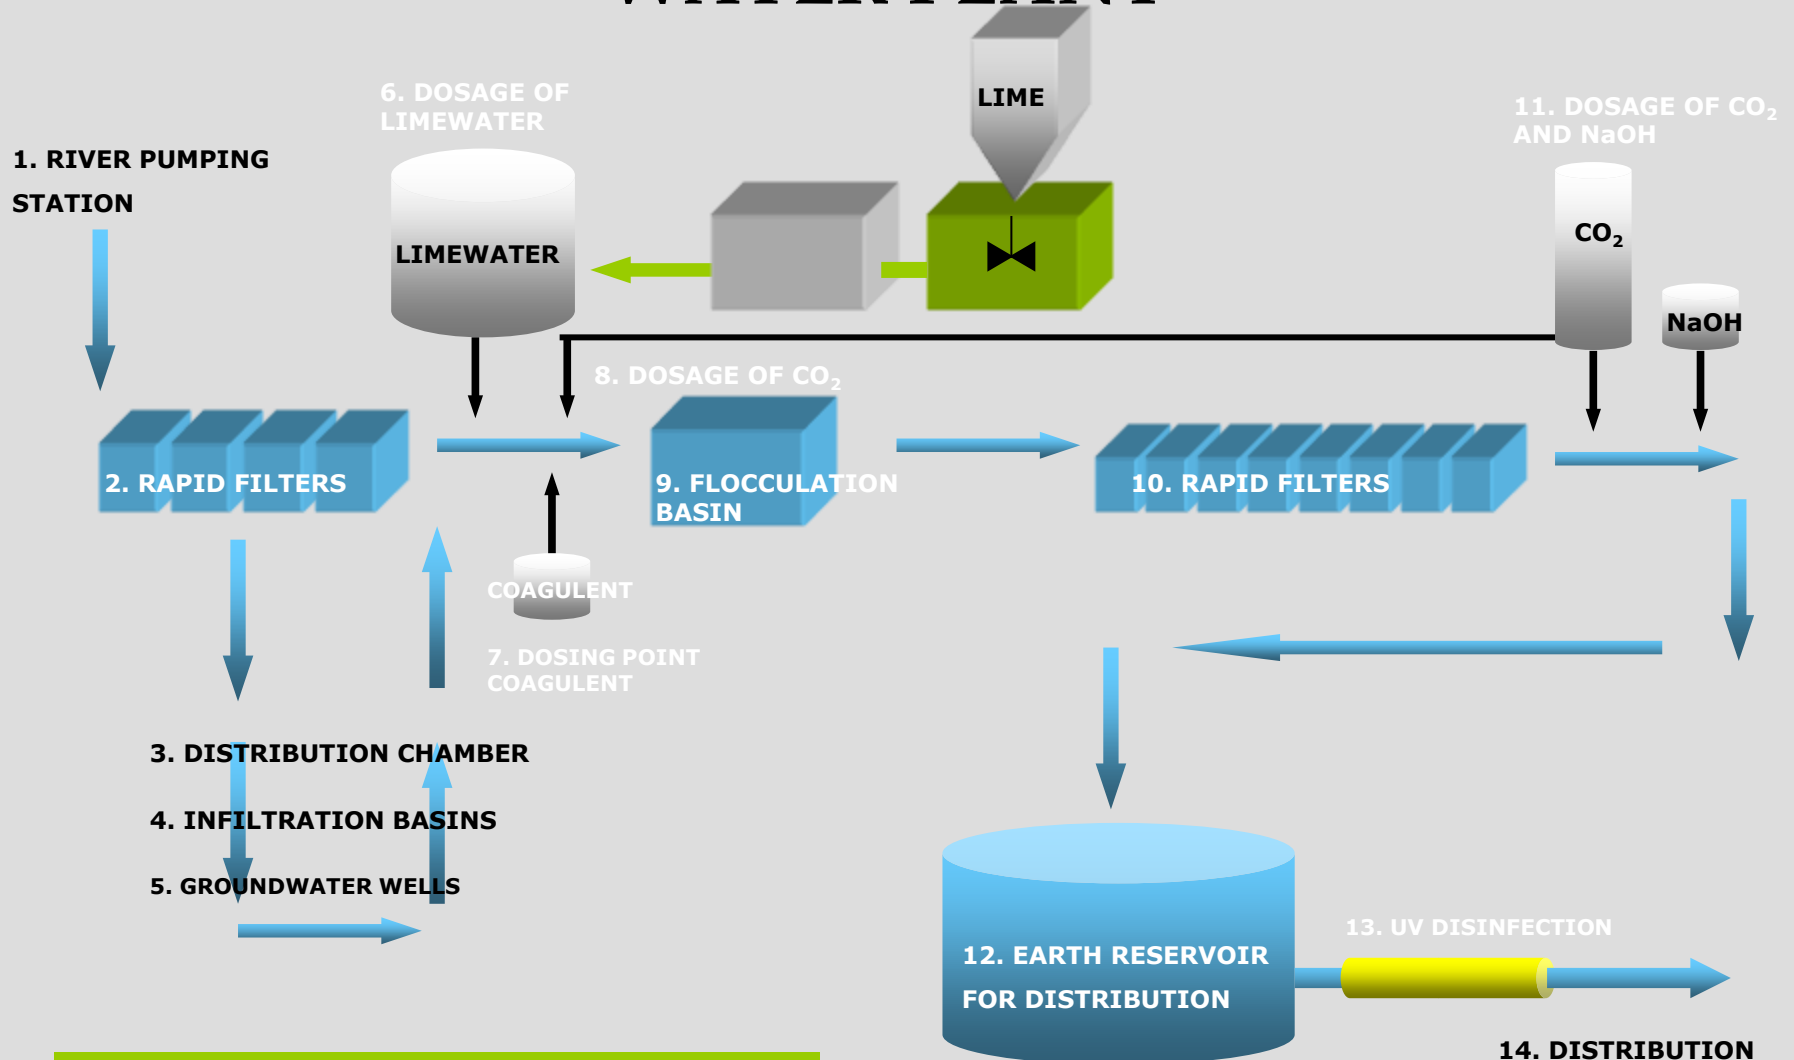 WATER PLANT
6. DOSAGE OF
LIMEWATER
LIME
11. DOSAGE OF CO₂
AND NaOH
1. RIVER PUMPING
STATION
LIMEWATER
CO₂
NaOH
8. DOSAGE OF CO₂
2. RAPID FILTERS
9. FLOCCULATION
BASIN
10. RAPID FILTERS
COAGULENT
7. DOSING POINT
COAGULENT
3. DISTRIBUTION CHAMBER
4. INFILTRATION BASINS
5. GROUNDWATER WELLS
12. EARTH RESERVOIR
FOR DISTRIBUTION
13. UV DISINFECTION
14. DISTRIBUTION